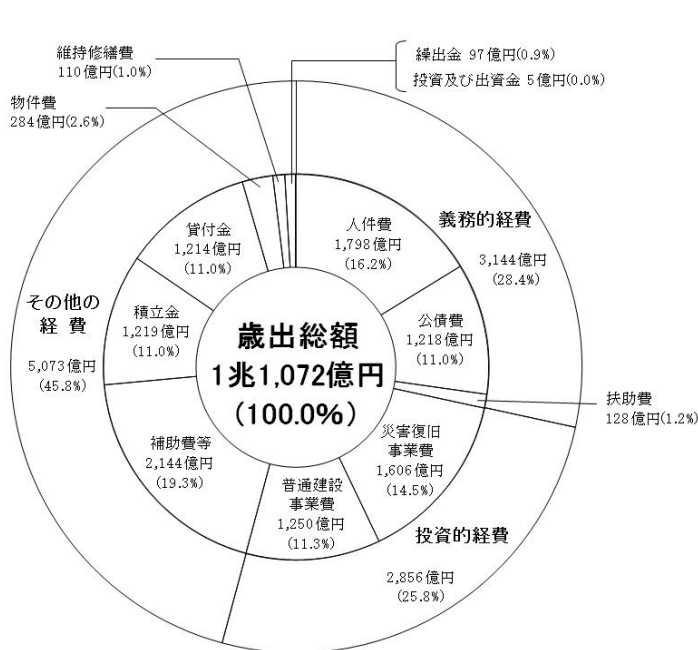 維持修繕費
110億円(1.0%)
繰出金 97億円(0.9%)
投資及び出資金 5億円(0.0%)
物件費
284億円(2.6%)
人件費
1,798億円
(16.2%)
義務的経費
3,144億円
(28.4%)
貸付金
1,214億円
(11.0%)
積立金
1,219億円
(11.0%)
公債費
1,218億円
(11.0%)
その他の
経 費
5,073億円
(45.8%)
歳出総額
1兆1,072億円
(100.0%)
扶助費
128億円(1.2%)
災害復旧
事業費
1,606億円
(14.5%)
補助費等
2,144億円
(19.3%)
普通建設
事業費
1,250億円
(11.3%)
投資的経費
2,856億円
(25.8%)